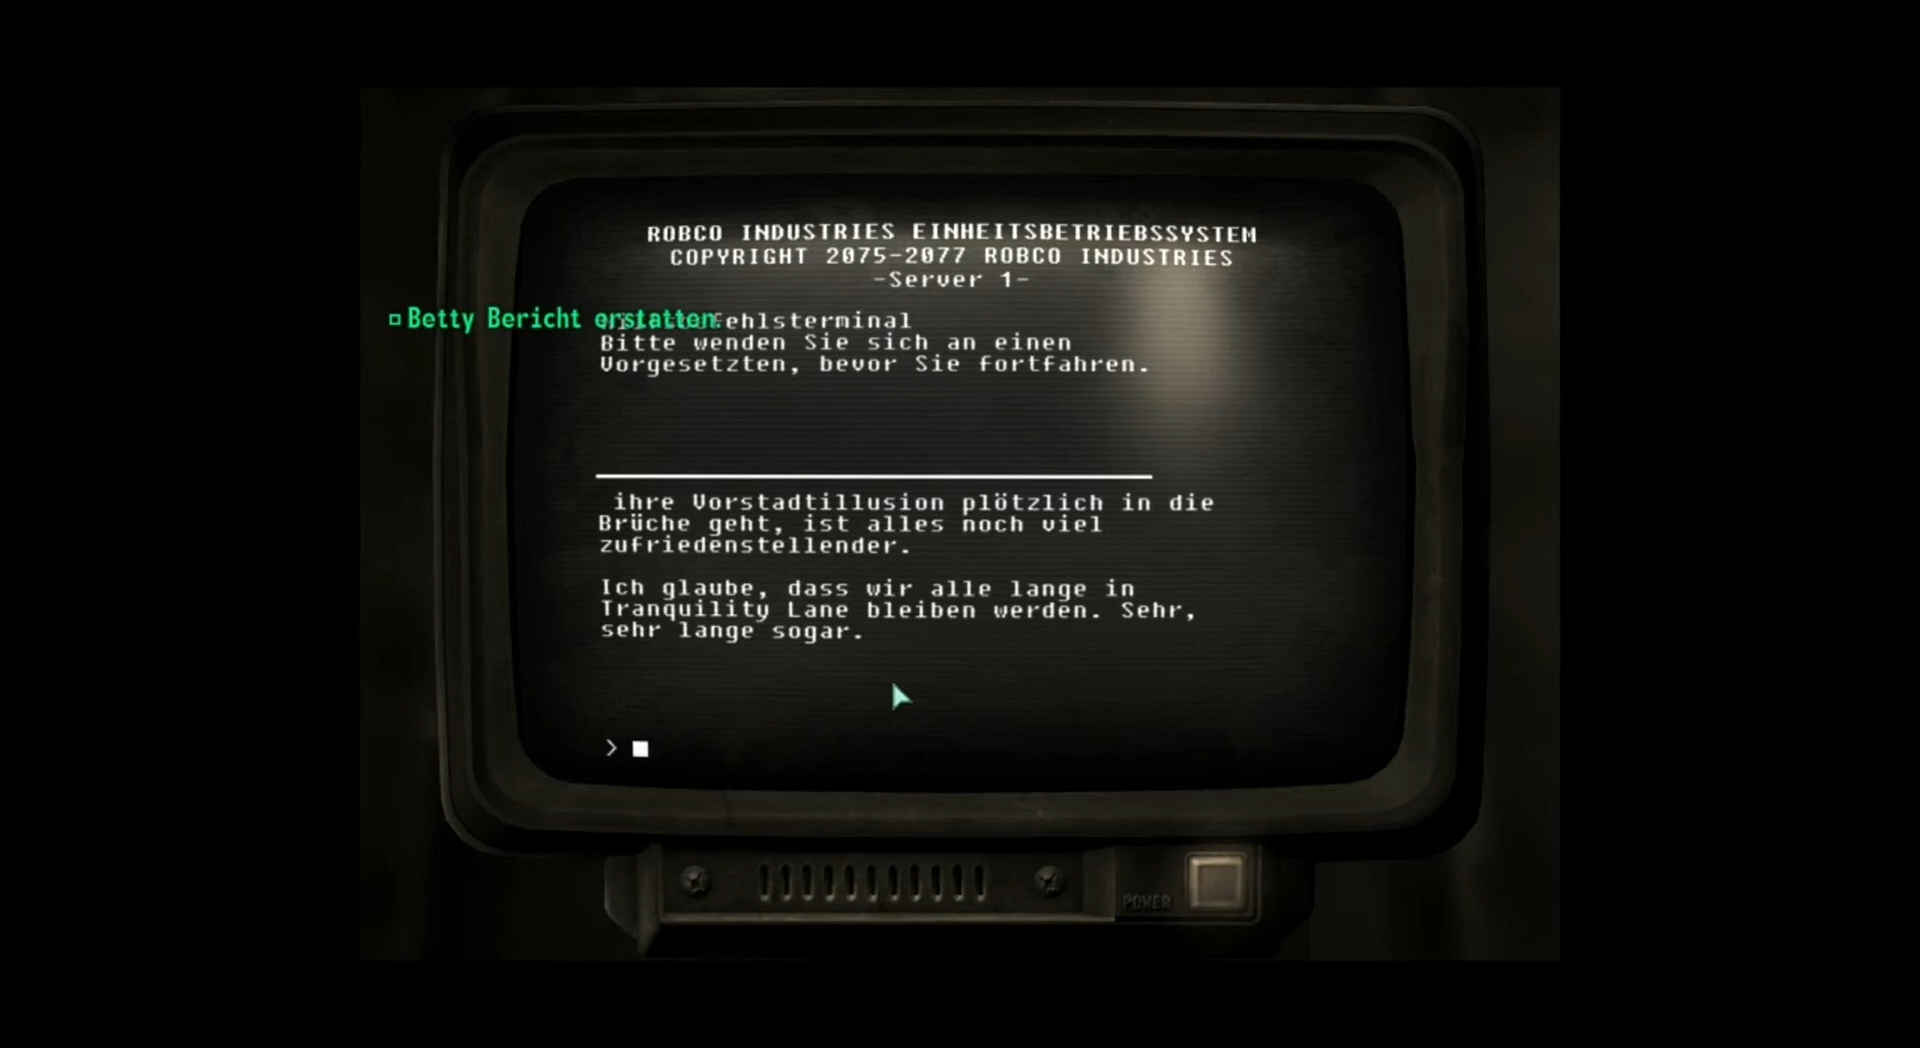 ROBCO INDUSTRIES EINHEITSBETRIEBSSYSTEM
COPYRIGHT 2075-2077 ROBCO INDUSTRIES
-Server 1-
Betty Bericht erstatten.
Bitte wenden Sie sich an einen
Vorgesetzten, bevor Sie fortfahren.
ihre Vorstadtillusion plötzlich in die
Brüche geht, ist alles noch viel
zufriedenstellender.
Ich glaube, dass wir alle lange in
Tranquility Lane bleiben werden. Sehr,
sehr lange sogar.
>
POWER